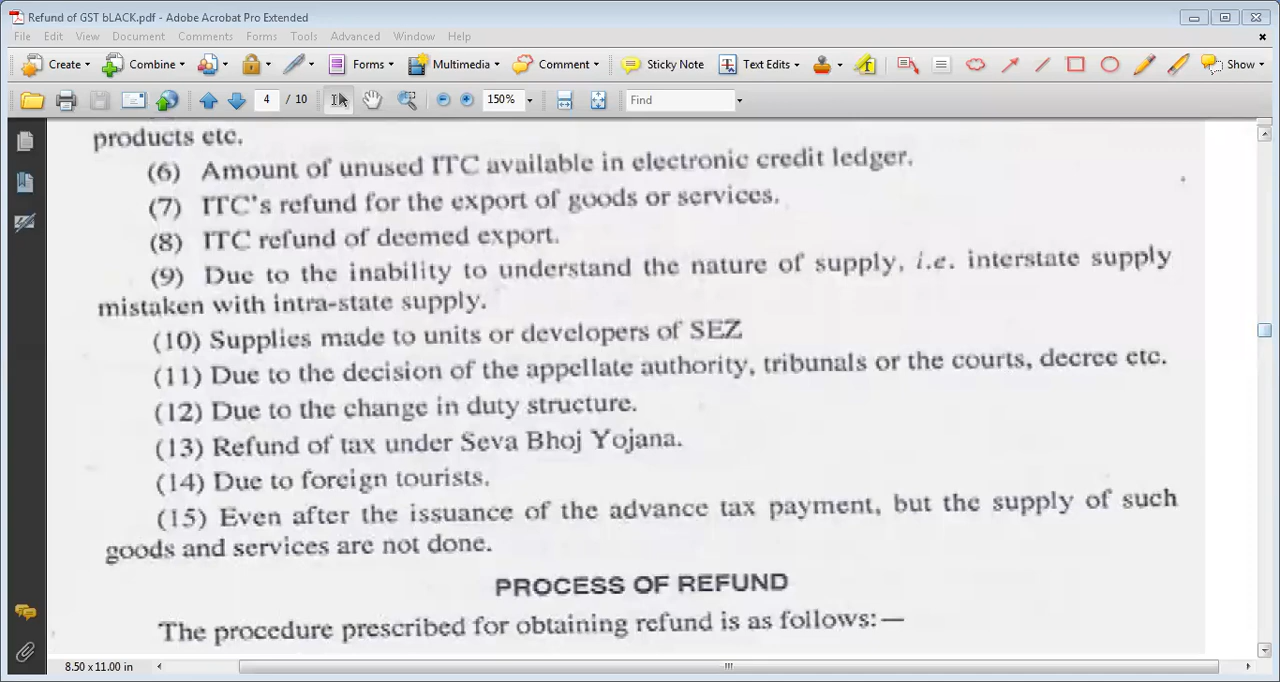 Refund of GST bLACK.pdf - Adobe Acrobat Pro Extended
File Edit View Document Comments Forms Tools Advanced Window Help
Create Combine Forms Multimedia Comment Sticky Note Text Edits Show
4 / 10 150% Find
products etc.
(6) Amount of unused ITC available in electronic credit ledger.
(7) ITC's refund for the export of goods or services.
(8) ITC refund of deemed export.
(9) Due to the inability to understand the nature of supply, i.e. interstate supply
mistaken with intra-state supply.
(10) Supplies made to units or developers of SEZ
(11) Due to the decision of the appellate authority, tribunals or the courts, decree etc.
(12) Due to the change in duty structure.
(13) Refund of tax under Seva Bhoj Yojana.
(14) Due to foreign tourists.
(15) Even after the issuance of the advance tax payment, but the supply of such
goods and services are not done.
PROCESS OF REFUND
The procedure prescribed for obtaining refund is as follows:—
8.50 x 11.00 in